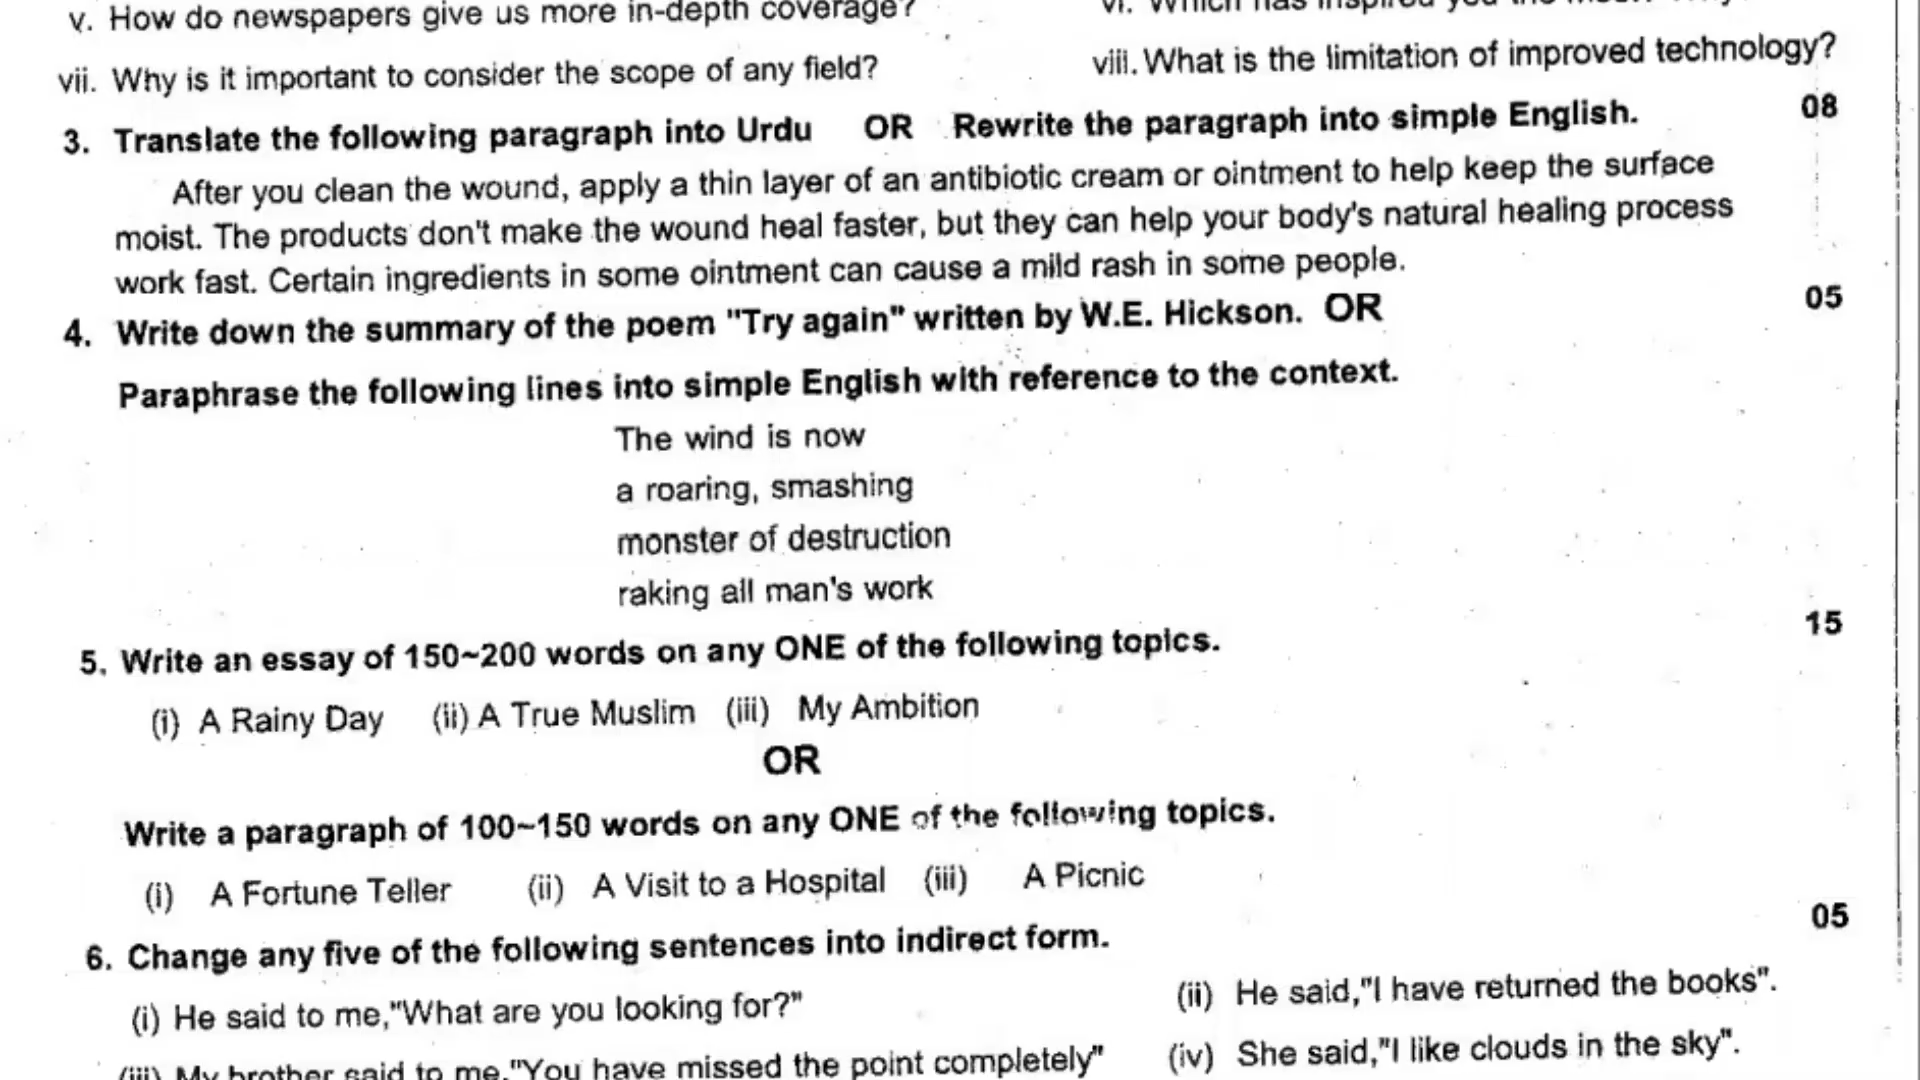 v. How do newspapers give us more in-depth coverage?
vi. Which has inspired you the most?
vii. Why is it important to consider the scope of any field?
viii. What is the limitation of improved technology?
3. Translate the following paragraph into Urdu OR Rewrite the paragraph into simple English. 08
After you clean the wound, apply a thin layer of an antibiotic cream or ointment to help keep the surface
moist. The products don't make the wound heal faster, but they can help your body's natural healing process
work fast. Certain ingredients in some ointment can cause a mild rash in some people.
4. Write down the summary of the poem "Try again" written by W.E. Hickson. OR 05
Paraphrase the following lines into simple English with reference to the context.
The wind is now
a roaring, smashing
monster of destruction
raking all man's work
5. Write an essay of 150~200 words on any ONE of the following topics. 15
(i) A Rainy Day (ii) A True Muslim (iii) My Ambition
OR
Write a paragraph of 100~150 words on any ONE of the following topics.
(i) A Fortune Teller (ii) A Visit to a Hospital (iii) A Picnic
6. Change any five of the following sentences into indirect form. 05
(i) He said to me,"What are you looking for?"
(ii) He said,"I have returned the books".
(iii) My brother said to me,"You have missed the point completely"
(iv) She said,"I like clouds in the sky".